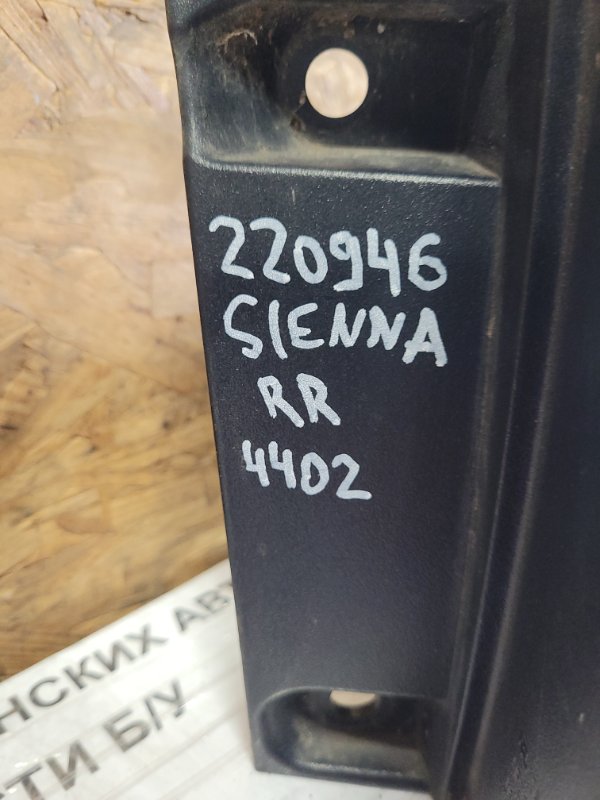 220946
SIENNA
RR
4402
НСКИХ АВ
ТИ Б/У